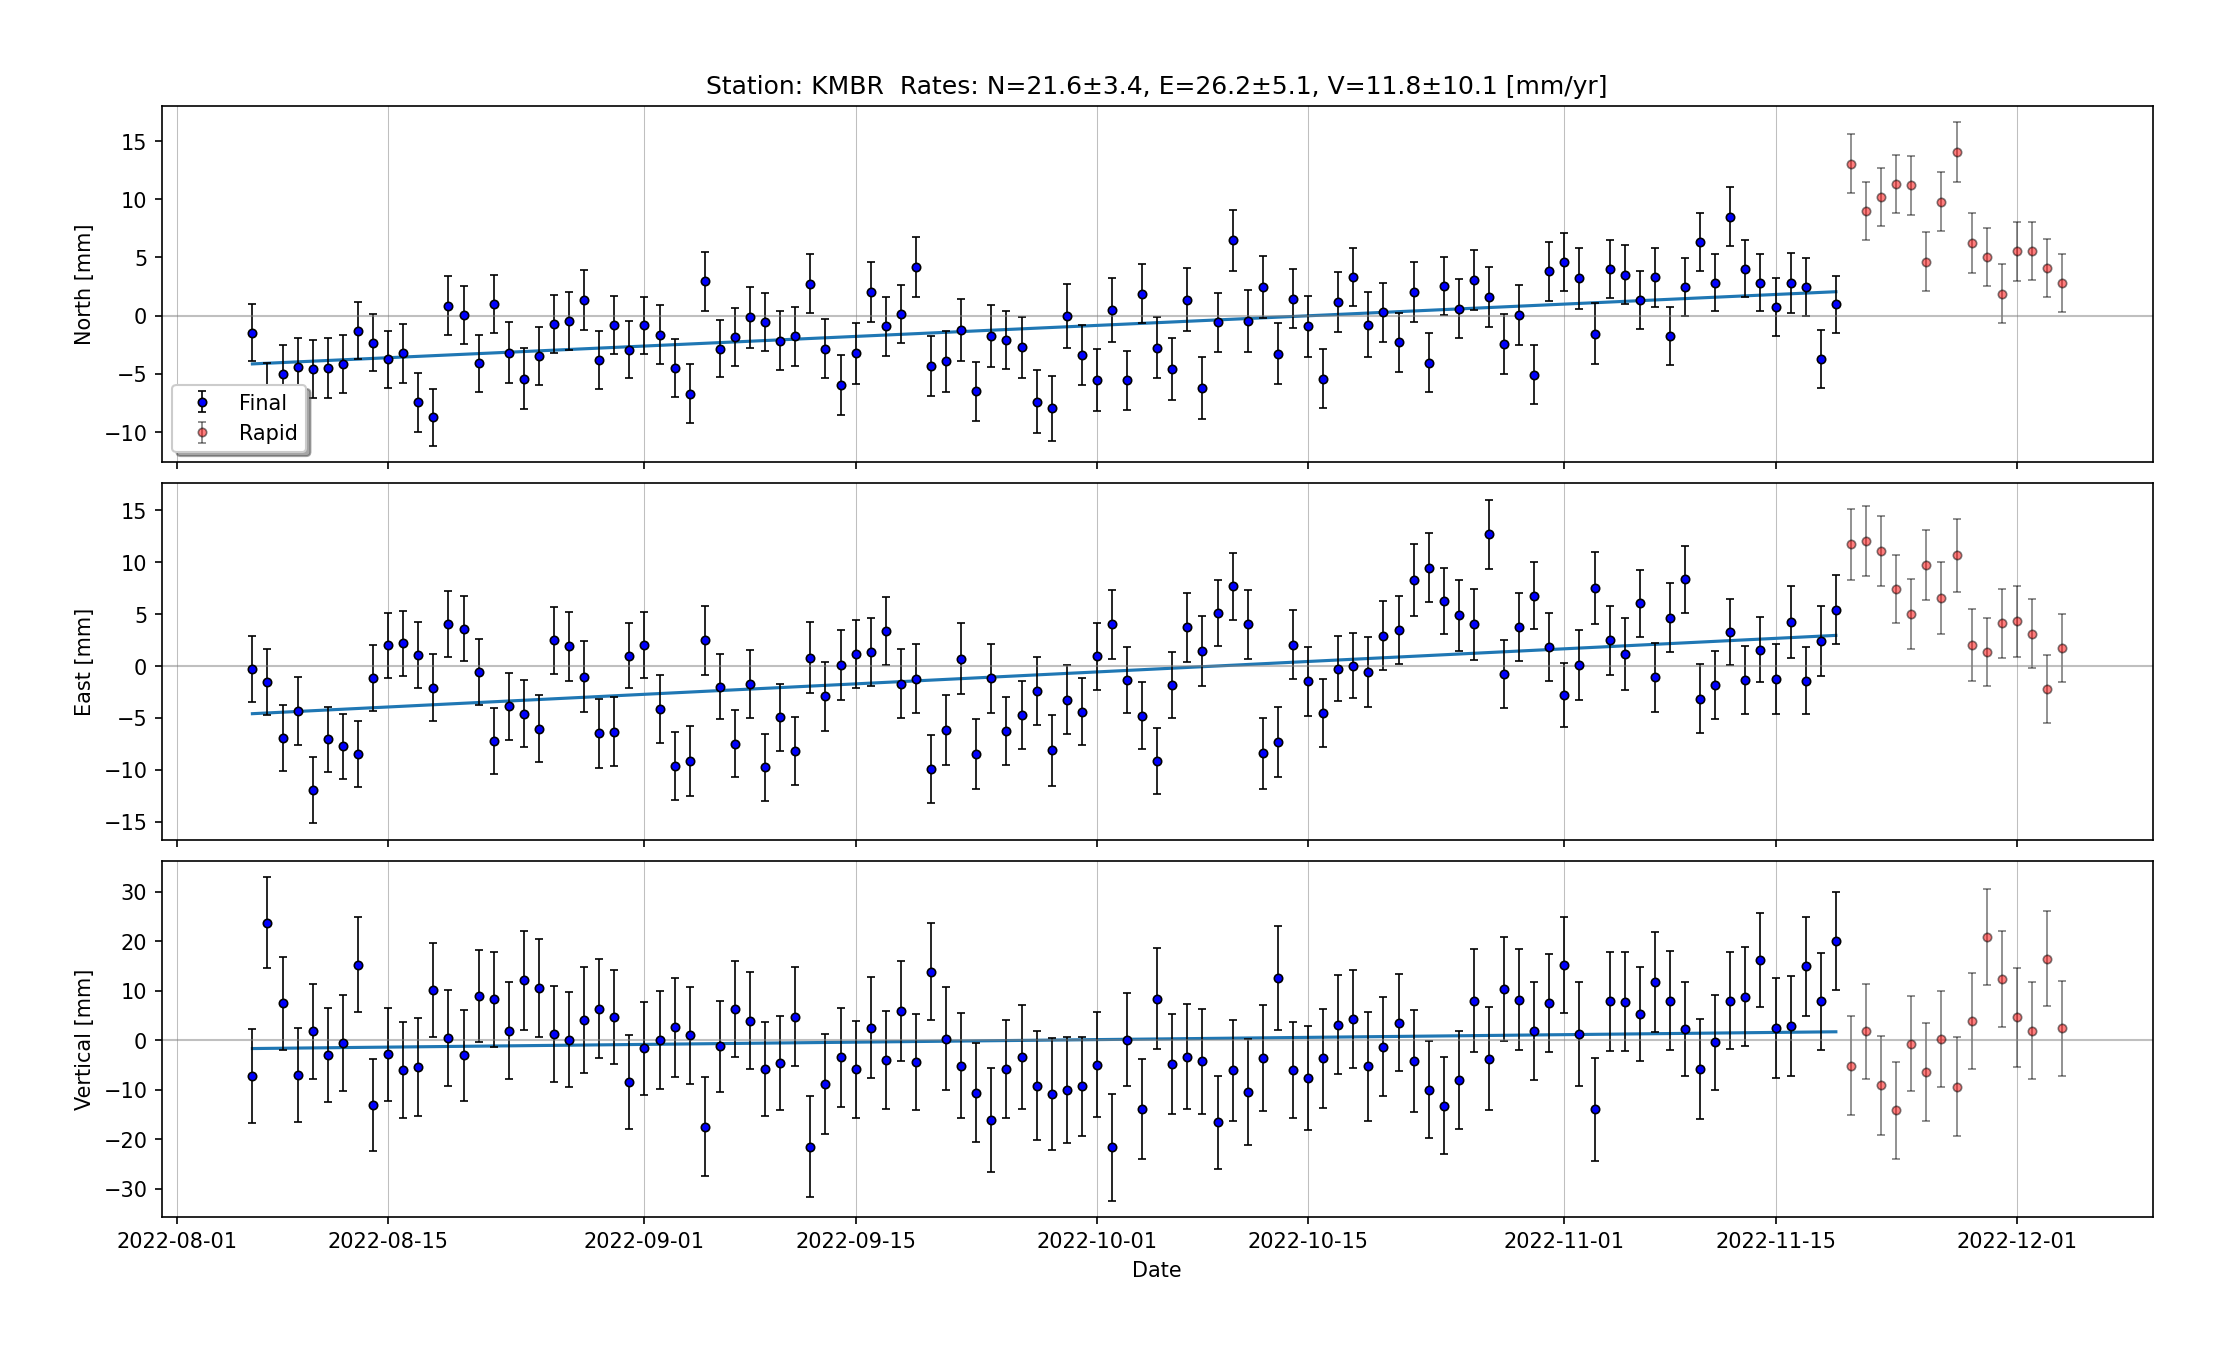 Station: KMBR  Rates: N=21.6±3.4, E=26.2±5.1, V=11.8±10.1 [mm/yr]
North [mm]
15
10
5
0
−5
−10
Final
Rapid
East [mm]
15
10
5
0
−5
−10
−15
Vertical [mm]
30
20
10
0
−10
−20
−30
2022-08-01 2022-08-15 2022-09-01 2022-09-15 2022-10-01 2022-10-15 2022-11-01 2022-11-15 2022-12-01
Date